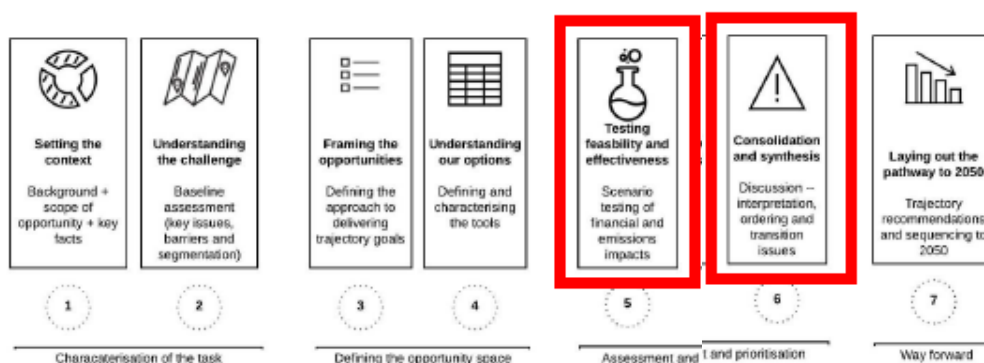 Setting the
context
Background +
scope of
opportunity + key
facts
1
Understanding
the challenge
Baseline
assessment
(key issues,
barriers and
segmentation)
2
Characaterisation of the task
Framing the
opportunities
Defining the
approach to
delivering
trajectory goals
3
Understanding
our options
Defining and
characterising
the tools
4
Defining the opportunity space
Testing
feasbility and
effectiveness
Scenario
testing of
financial and
emissions
impacts
5
Consolidation
and synthesis
Discussion –
interpretation,
ordering and
transition
issues
6
Assessment and
t and prioritisation
Laying out the
pathway to 2050
Trajectory
recommendations
and sequencing to
2050
7
Way forward